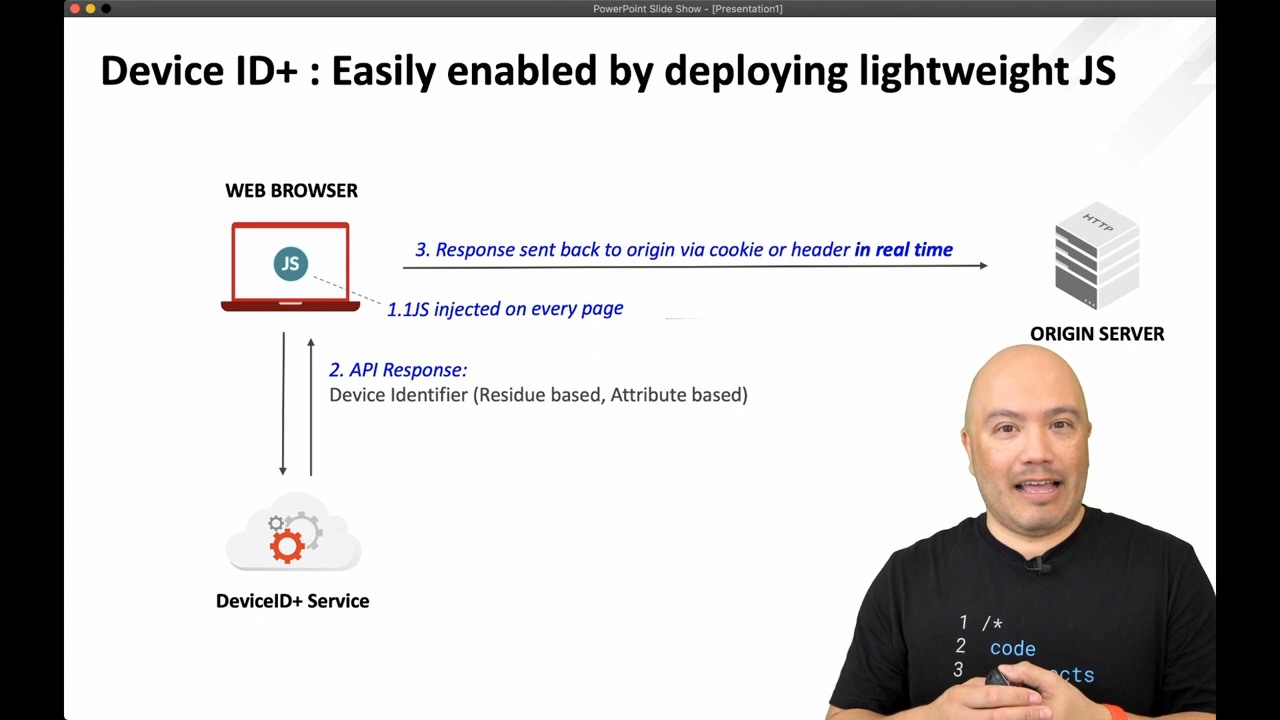 PowerPoint Slide Show - [Presentation1]
Device ID+ : Easily enabled by deploying lightweight JS
WEB BROWSER
HTTP
JS
3. Response sent back to origin via cookie or header in real time
1.1JS injected on every page
ORIGIN SERVER
2. API Response:
Device Identifier (Residue based, Attribute based)
DeviceID+ Service
1 /*
2 code
3